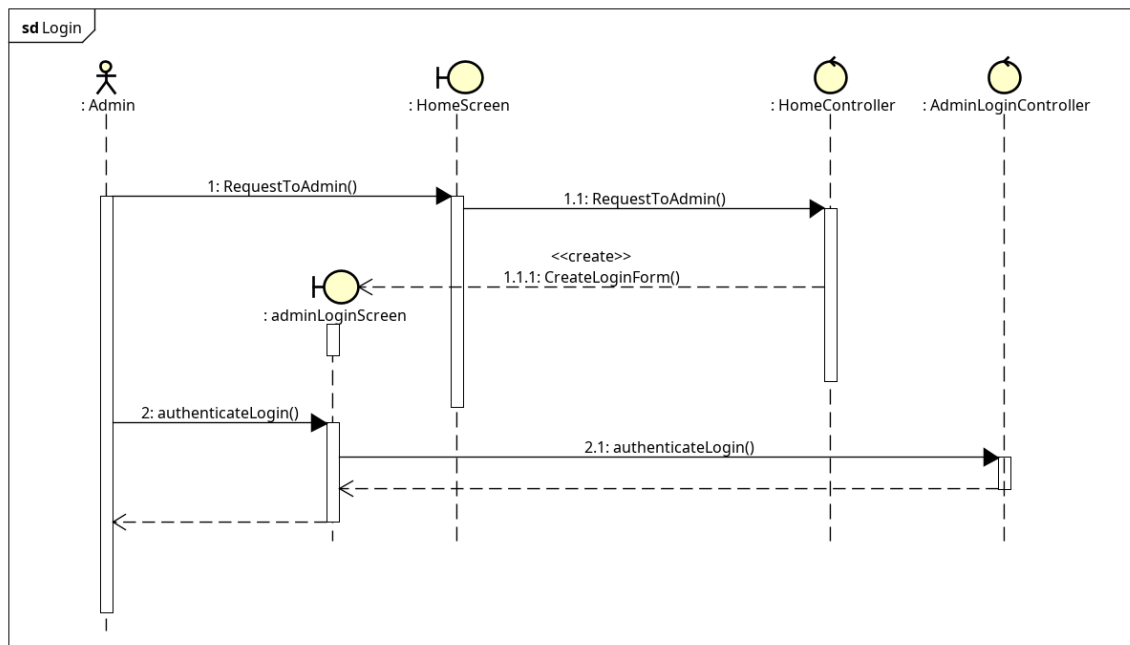 sd Login
: Admin
: HomeScreen
: HomeController
: AdminLoginController
1: RequestToAdmin()
1.1: RequestToAdmin()
<<create>>
1.1.1: CreateLoginForm()
: adminLoginScreen
2: authenticateLogin()
2.1: authenticateLogin()